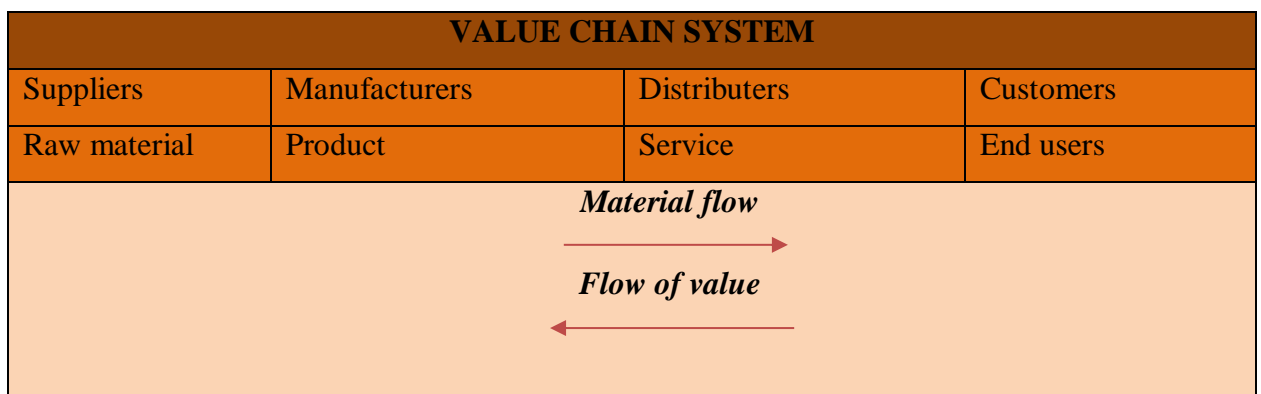 VALUE CHAIN SYSTEM
Suppliers Manufacturers Distributers Customers
Raw material Product Service End users
Material flow
Flow of value